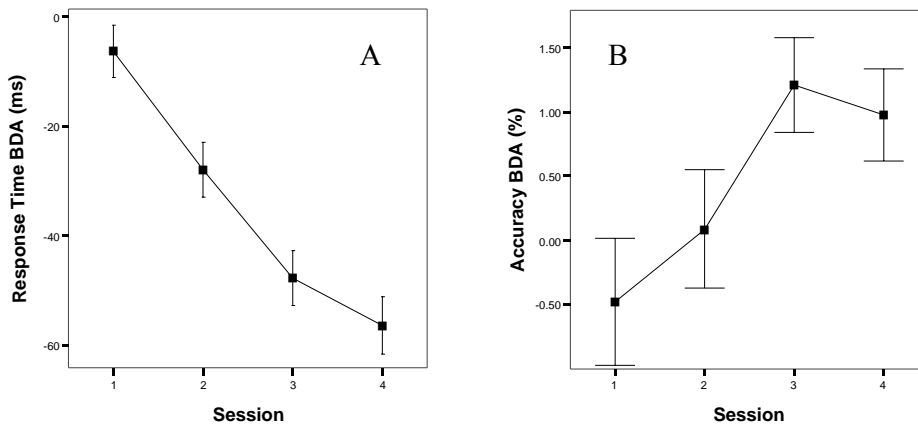 A
Response Time BDA (ms)
0
-20
-40
-60
1 2 3 4
Session
B
Accuracy BDA (%)
1.50
1.00
0.50
0.00
-0.50
1 2 3 4
Session